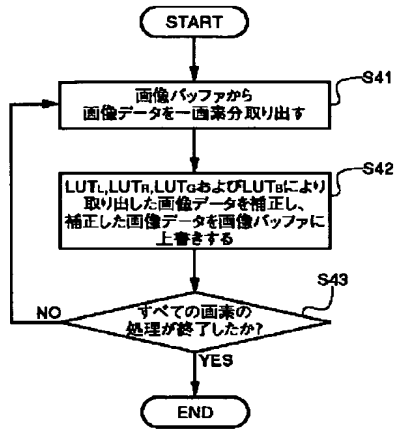 START
S41
画像バッファから
画像データを一画素分取り出す
S42
LUTL,LUTR,LUTGおよびLUTBにより
取り出した画像データを補正し、
補正した画像データを画像バッファに
上書きする
S43
すべての画素の
処理が終了したか?
NO
YES
END